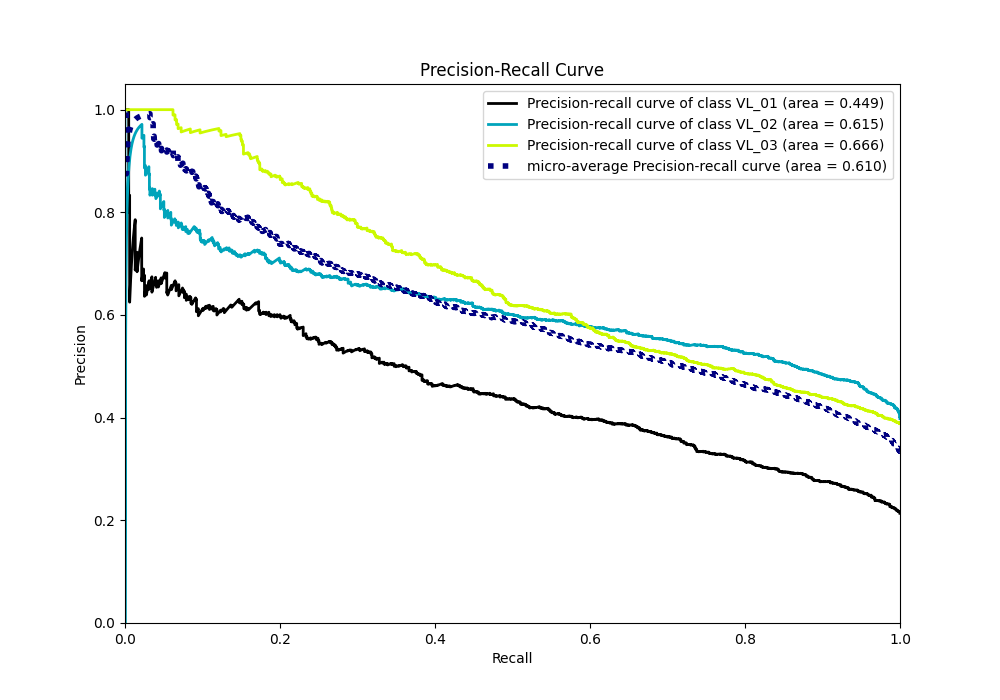 Precision-Recall Curve
Precision-recall curve of class VL_01 (area = 0.449)
Precision-recall curve of class VL_02 (area = 0.615)
Precision-recall curve of class VL_03 (area = 0.666)
micro-average Precision-recall curve (area = 0.610)
1.0
0.8
0.6
0.4
0.2
0.0
Precision
0.0 0.2 0.4 0.6 0.8 1.0
Recall